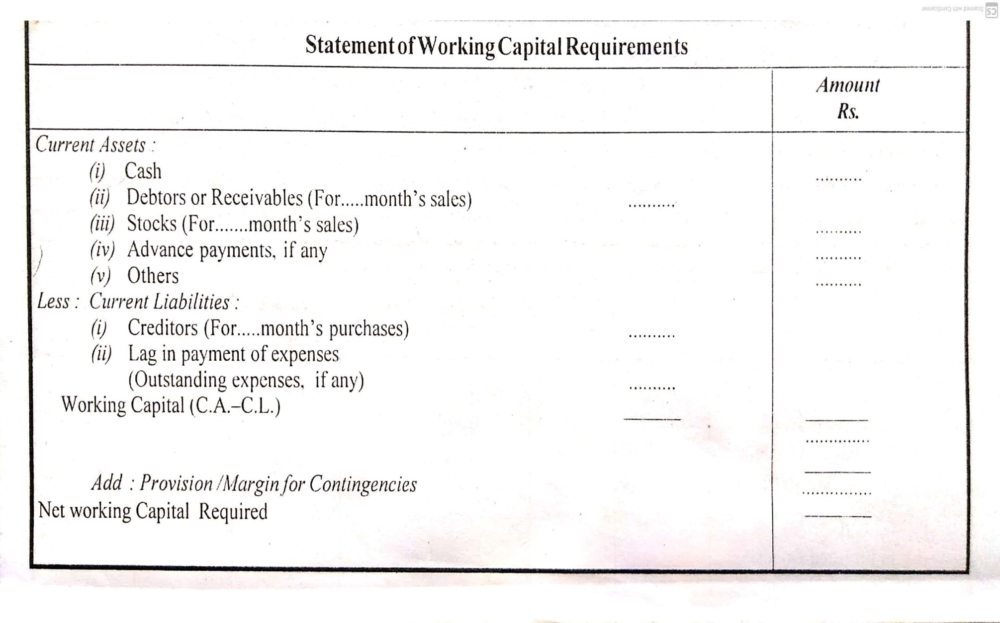 CS Scanned with CamScanner
Statement of Working Capital Requirements
Amount
Rs.
Current Assets :
(i) Cash ..........
(ii) Debtors or Receivables (For.....month's sales) ..........
(iii) Stocks (For.......month's sales) ..........
(iv) Advance payments, if any ..........
(v) Others ..........
Less : Current Liabilities :
(i) Creditors (For.....month's purchases) ..........
(ii) Lag in payment of expenses
(Outstanding expenses, if any) ..........
Working Capital (C.A.–C.L.)
..............
Add : Provision/Margin for Contingencies ...............
Net working Capital Required